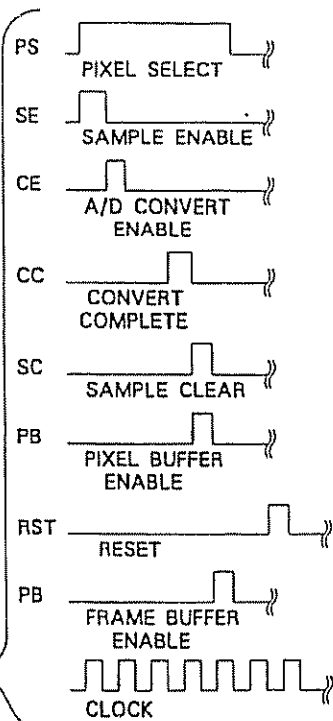 PS
PIXEL SELECT
SE
SAMPLE ENABLE
CE
A/D CONVERT
ENABLE
CC
CONVERT
COMPLETE
SC
SAMPLE CLEAR
PB
PIXEL BUFFER
ENABLE
RST
RESET
PB
FRAME BUFFER
ENABLE
CLOCK